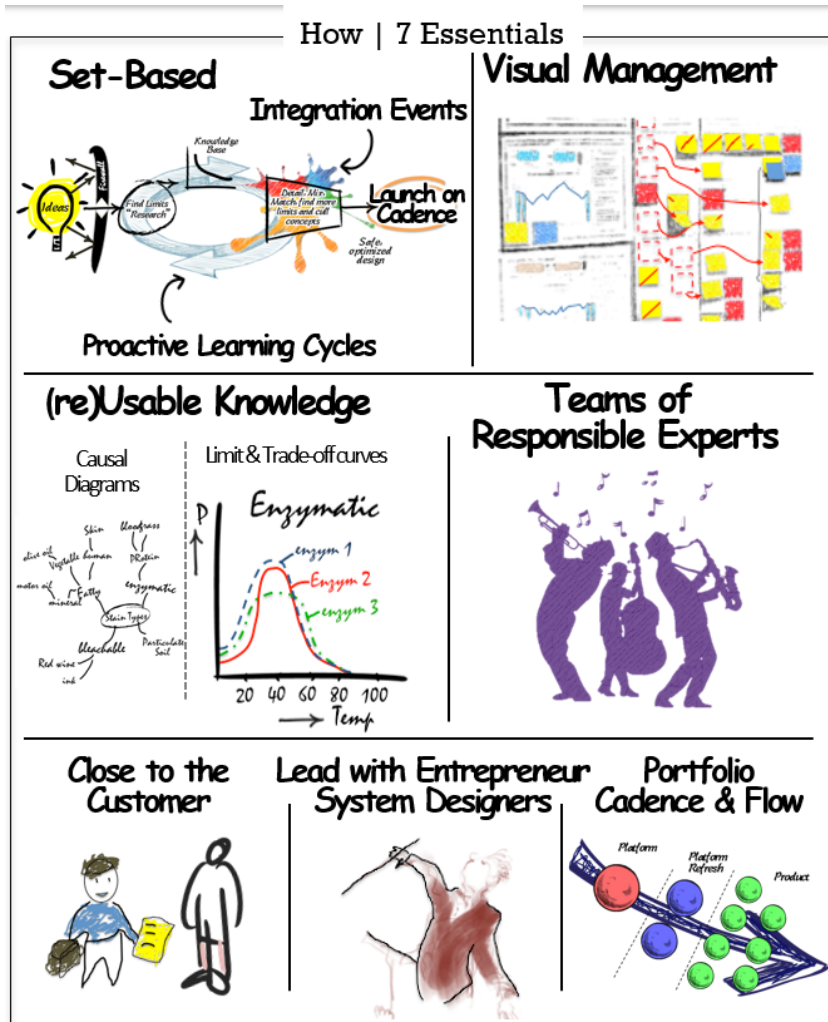 How | 7 Essentials
Set-Based
Integration Events
Ideas
Firewall
Find Limits
"Research"
Knowledge
Base
Detail, Mix,
Match, find more
limits and cull
concepts
Launch on
Cadence
Safe,
optimized
design
Proactive Learning Cycles
Visual Management
(re)Usable Knowledge
Causal
Diagrams
Skin
bloodgrass
olive oil
Vegetable
human
PRotein
motor oil
mineral
Fatty
enzymatic
Stain Types
bleachable
Particulate
Soil
Red wine
ink
Limit & Trade-off curves
P
Enzymatic
enzym 1
Enzym 2
enzym 3
20 40 60 80 100
Temp
Teams of
Responsible Experts
Close to the
Customer
Lead with Entrepreneur
System Designers
Portfolio
Cadence & Flow
Platform
Platform
Refresh
Product